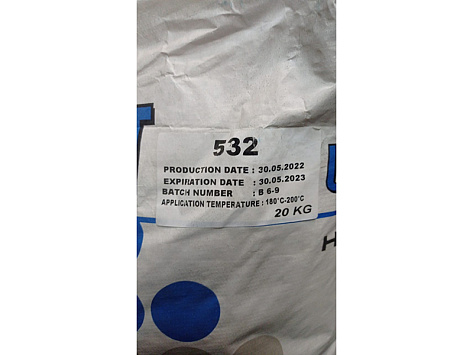 532
PRODUCTION DATE : 30.05.2022
EXPIRATION DATE : 30.05.2023
BATCH NUMBER : B 6-9
APPLICATION TEMPERATURE : 180°C-200°C
20 KG